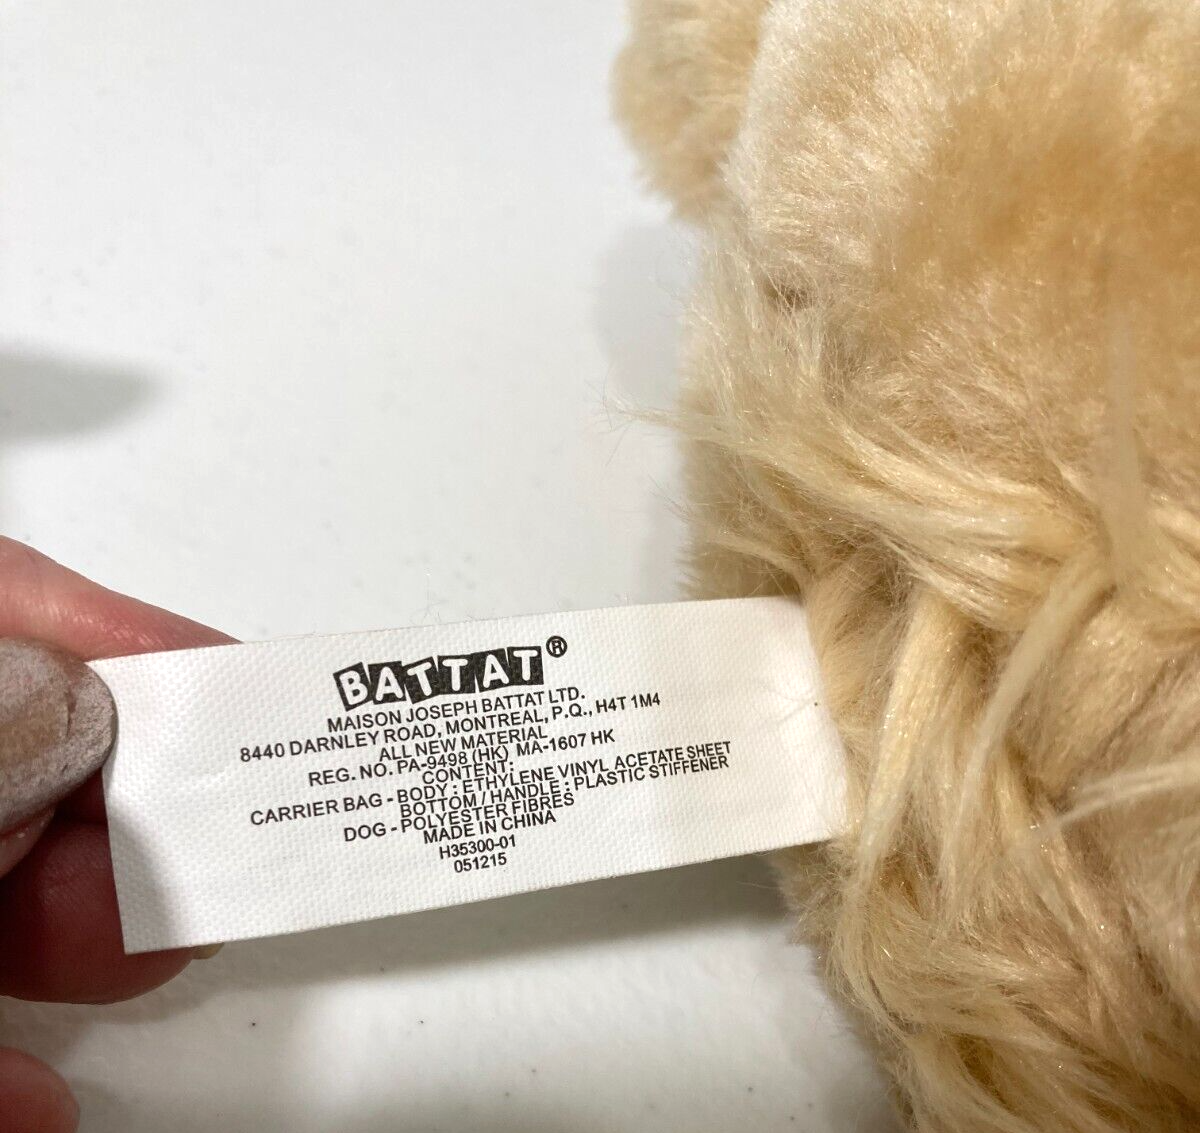 BATTAT®
MAISON JOSEPH BATTAT LTD.
8440 DARNLEY ROAD, MONTREAL, P.Q., H4T 1M4
ALL NEW MATERIAL
REG. NO. PA-9498 (HK) MA-1607 HK
CONTENT:
CARRIER BAG - BODY : ETHYLENE VINYL ACETATE SHEET
BOTTOM / HANDLE : PLASTIC STIFFENER
DOG - POLYESTER FIBRES
MADE IN CHINA
H35300-01
051215